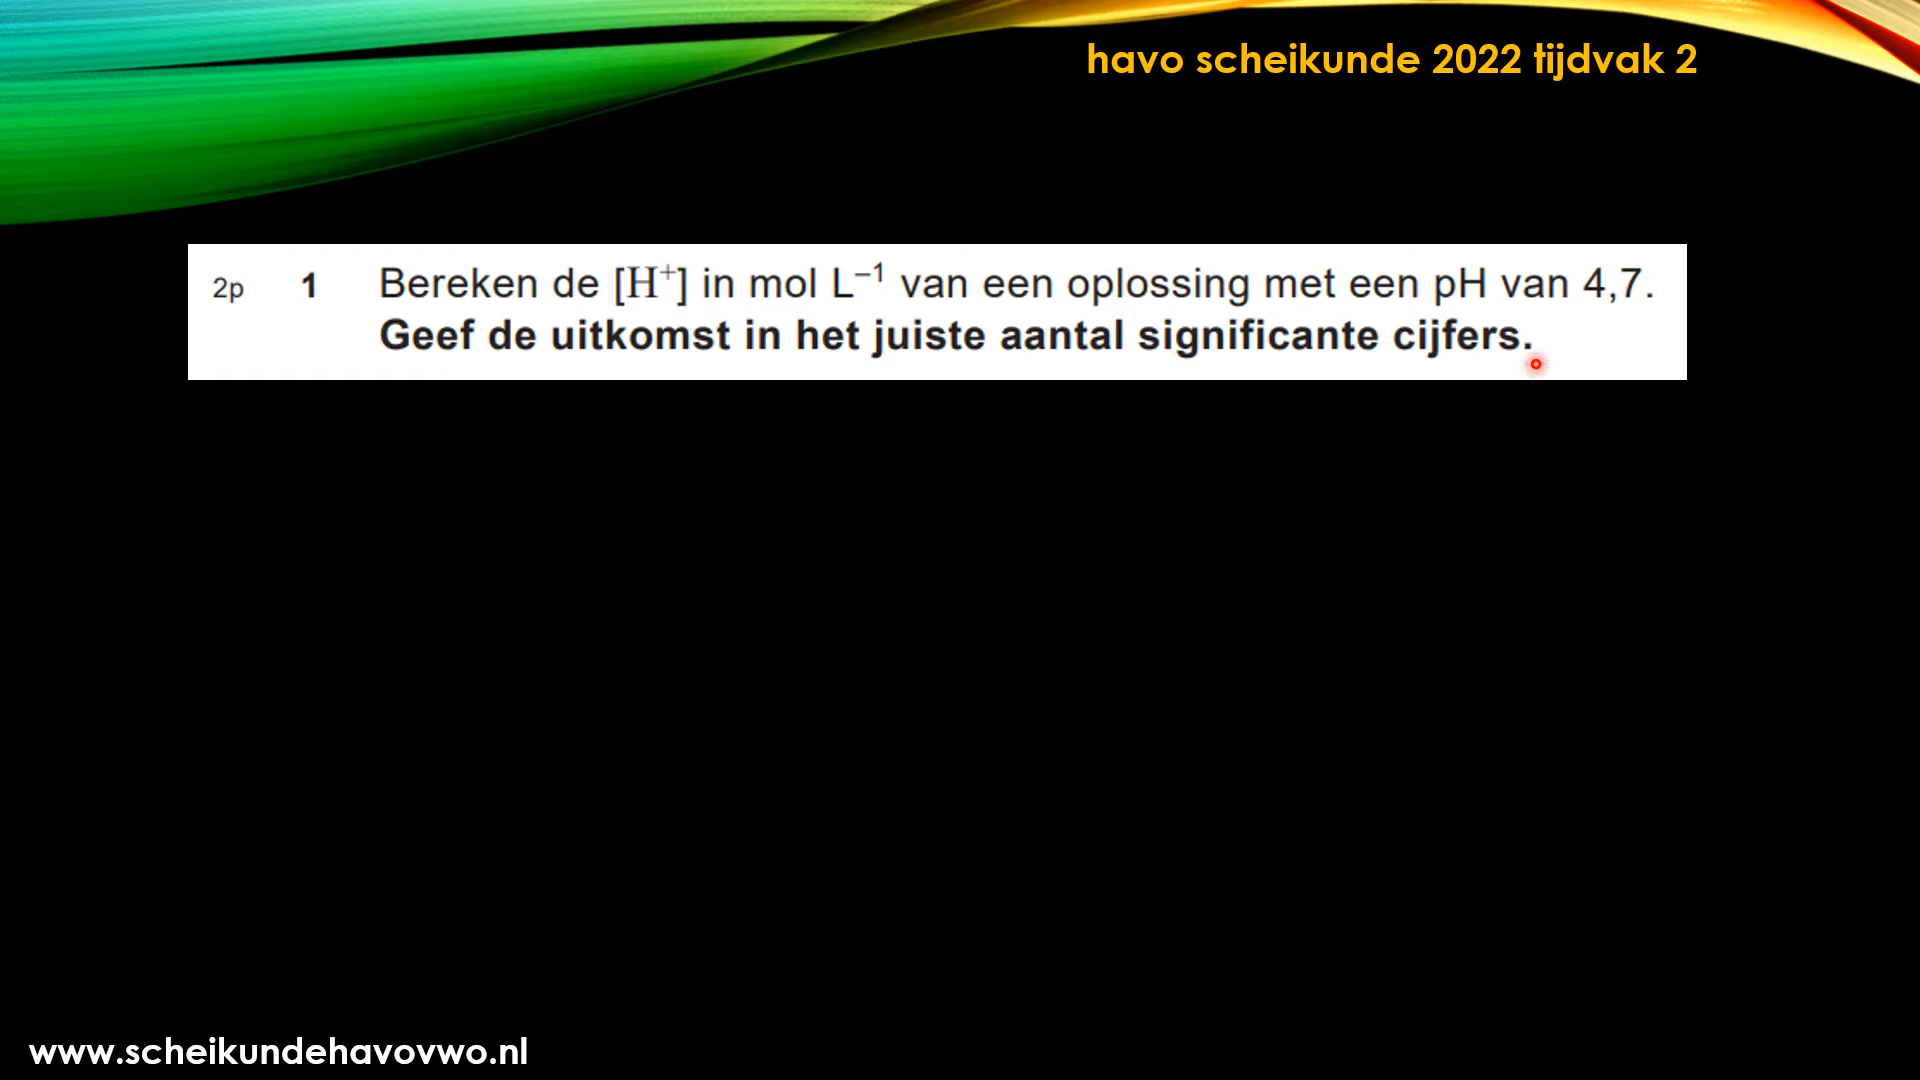 havo scheikunde 2022 tijdvak 2
2p 1 Bereken de [H⁺] in mol L⁻¹ van een oplossing met een pH van 4,7.
Geef de uitkomst in het juiste aantal significante cijfers.
www.scheikundehavovwo.nl